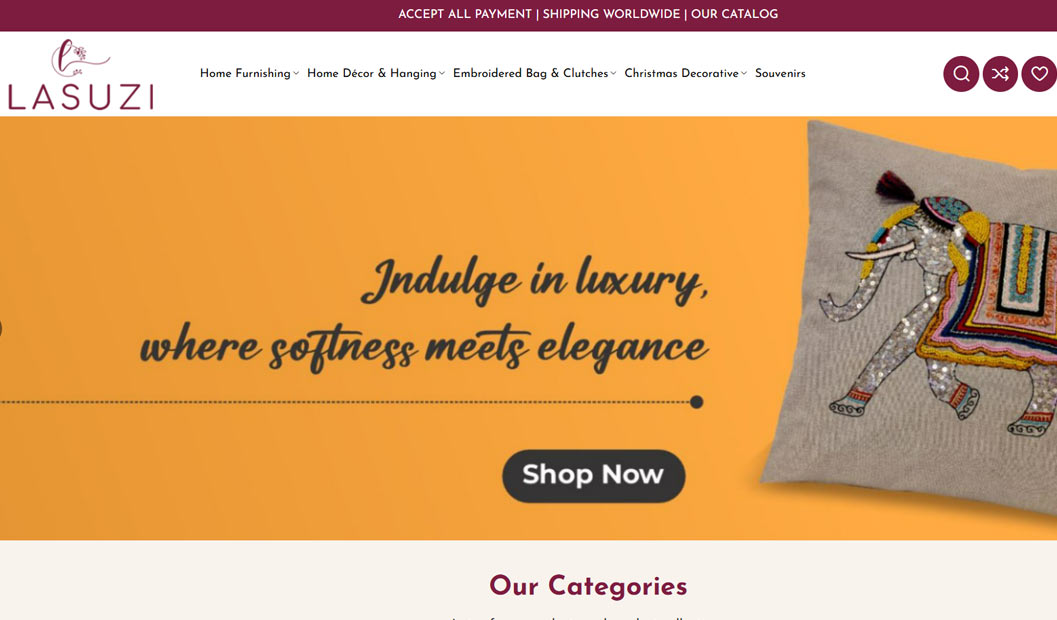 ACCEPT ALL PAYMENT | SHIPPING WORLDWIDE | OUR CATALOG
LASUZI
Home Furnishing Home Décor & Hanging Embroidered Bag & Clutches Christmas Decorative Souvenirs
Indulge in luxury,
where softness meets elegance
Shop Now
Our Categories